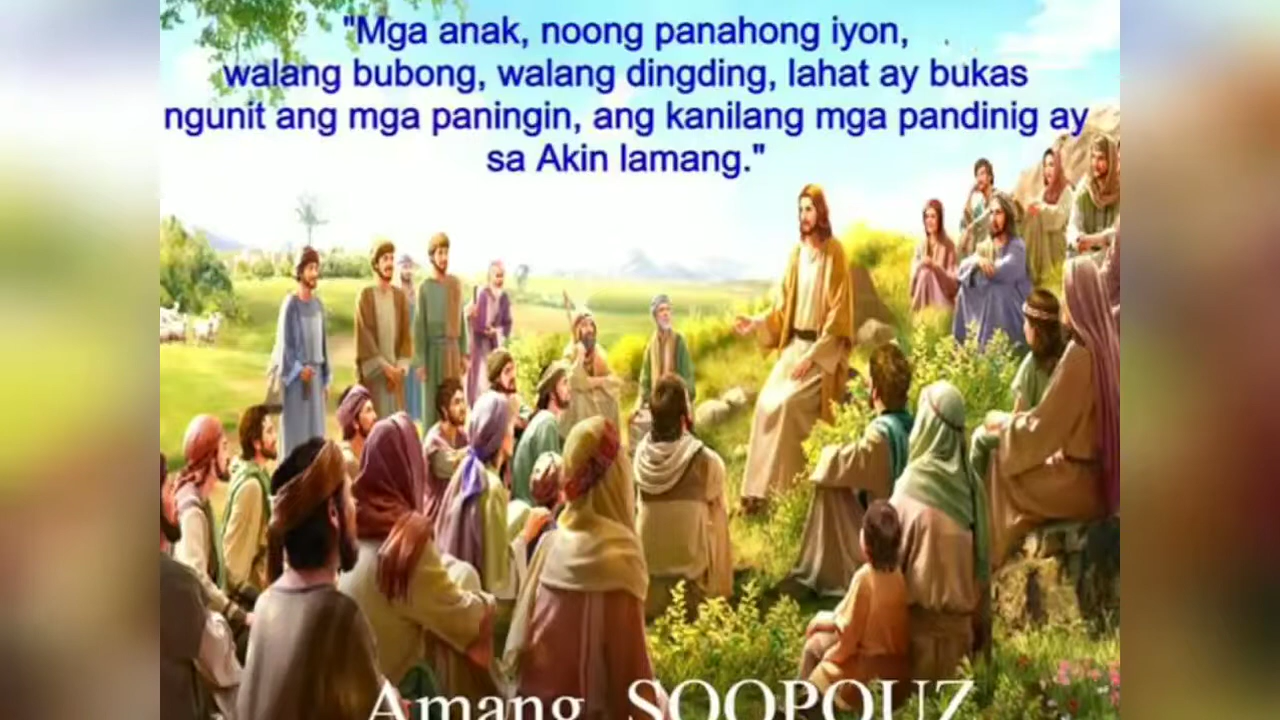 "Mga anak, noong panahong iyon,
walang bubong, walang dingding, lahat ay bukas
ngunit ang mga paningin, ang kanilang mga pandinig ay
sa Akin lamang."
Amang SOOPOUZ